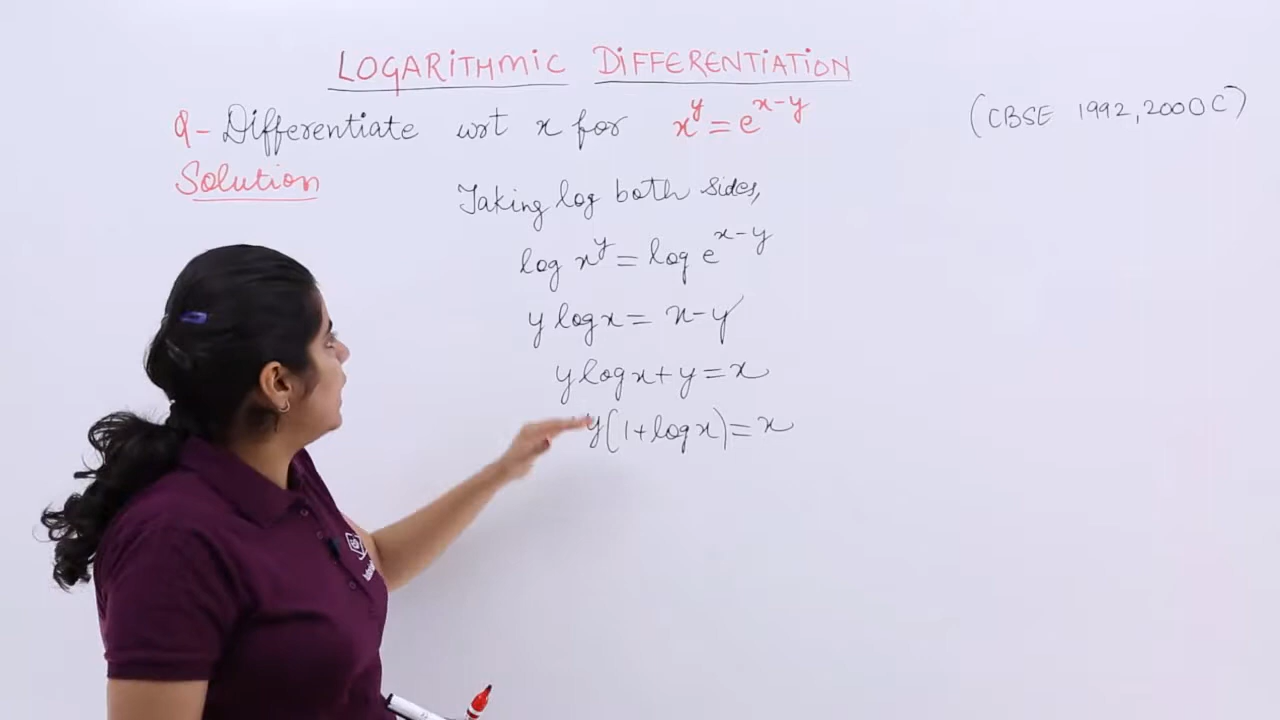 LOGARITHMIC DIFFERENTIATION
Q- Differentiate wrt x for x^y = e^(x-y) (CBSE 1992, 2000C)
Solution
Taking log both sides,
log x^y = log e^(x-y)
y log x = x - y
y log x + y = x
y(1 + log x) = x